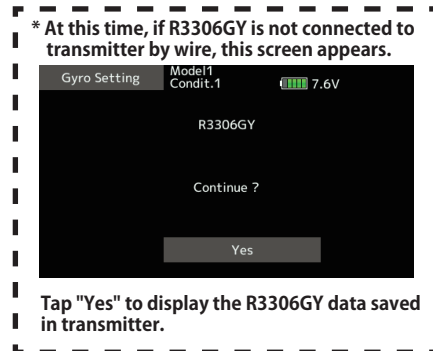 * At this time, if R3306GY is not connected to
transmitter by wire, this screen appears.
Gyro Setting
Model1
Condit.1
7.6V
R3306GY
Continue ?
Yes
Tap "Yes" to display the R3306GY data saved
in transmitter.